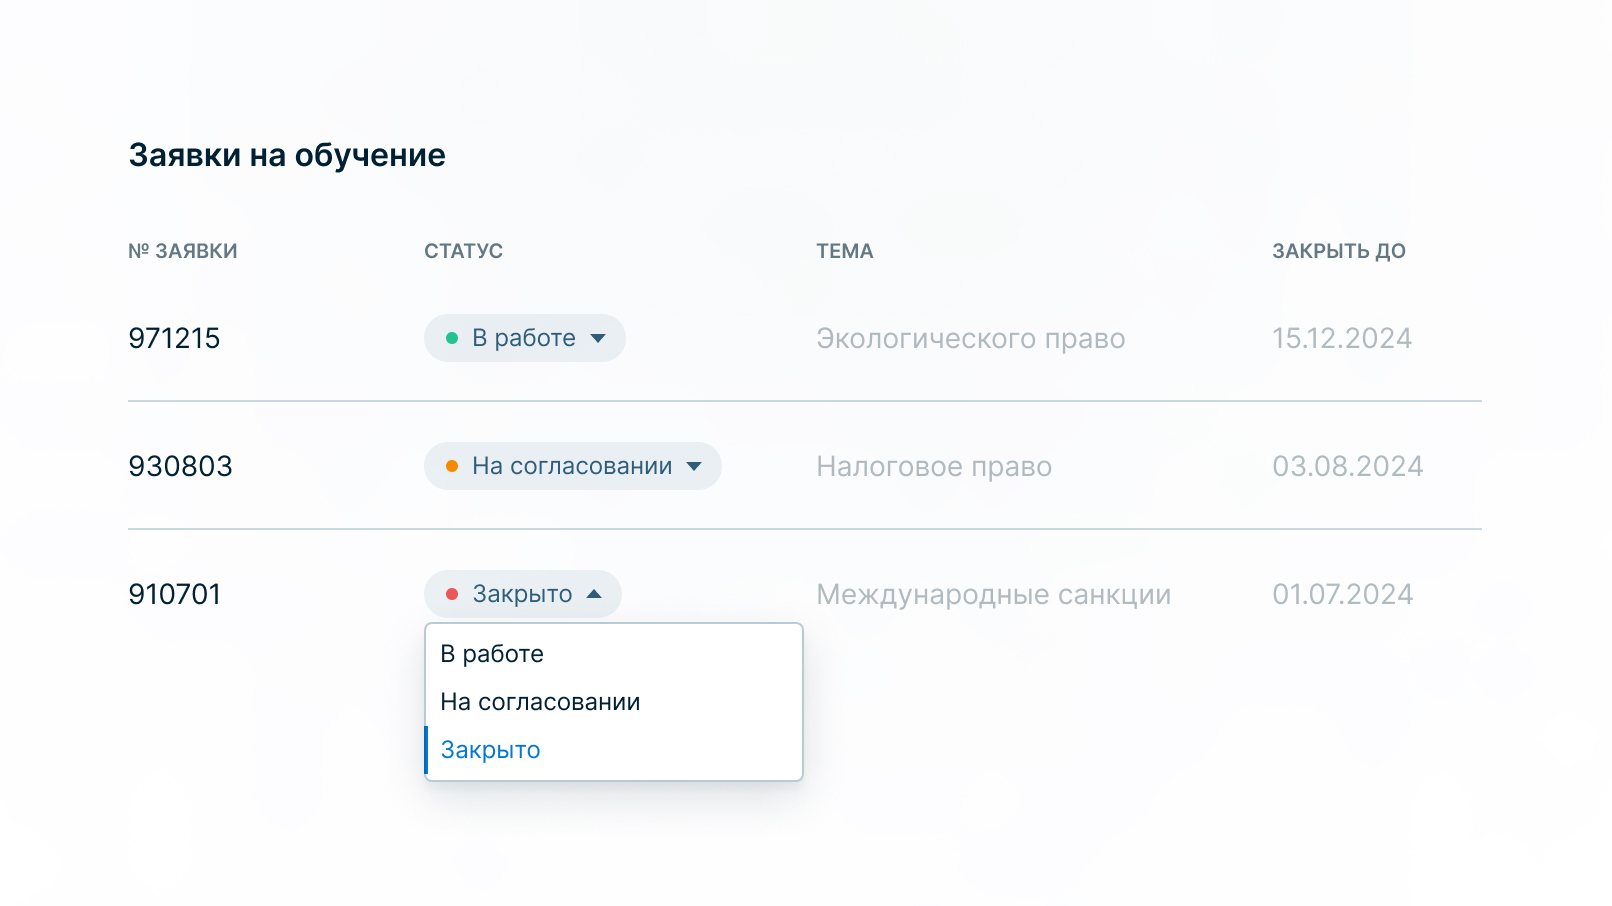 Заявки на обучение
№ ЗАЯВКИ СТАТУС ТЕМА ЗАКРЫТЬ ДО
971215 В работе Экологического право 15.12.2024
930803 На согласовании Налоговое право 03.08.2024
910701 Закрыто Международные санкции 01.07.2024
В работе
На согласовании
Закрыто